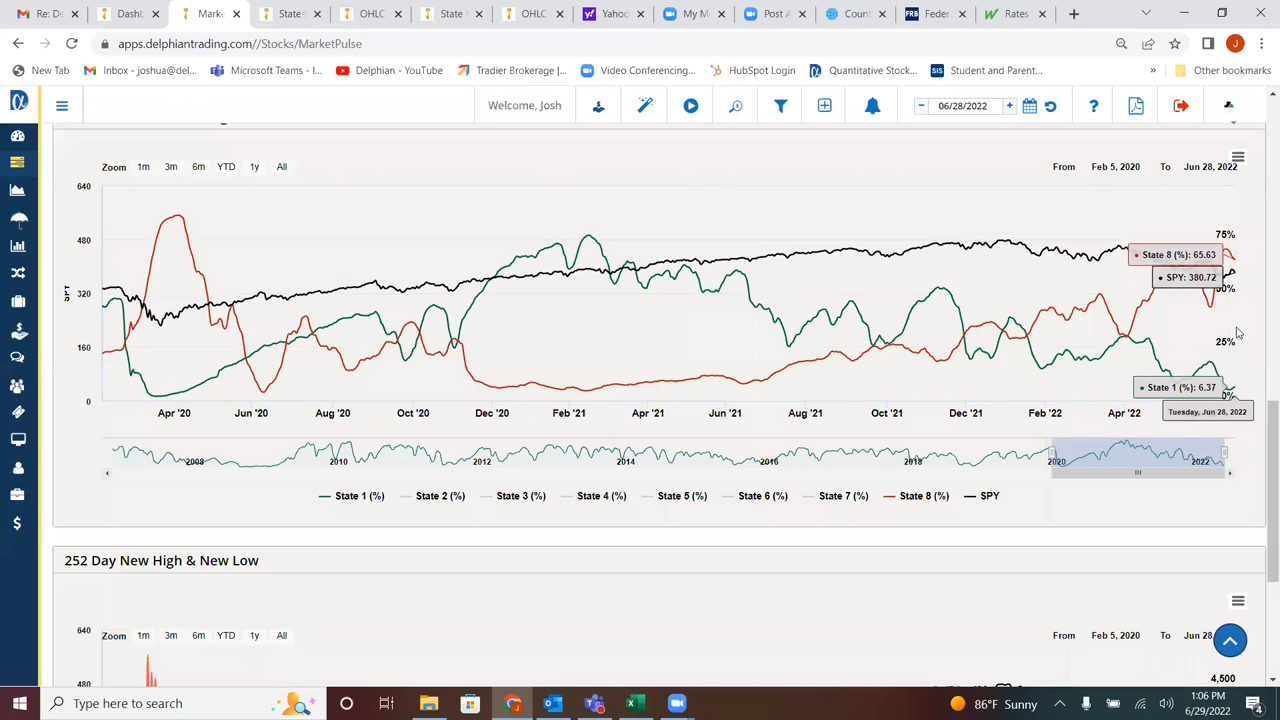 Re: De
Dashb
Marke
State
OHLC
State
OHLC
Yahoo
My M
Post A
Count
FRB
Feder
Rates
apps.delphiantrading.com//Stocks/MarketPulse
New Tab
Inbox - joshua@del...
Microsoft Teams - I...
Delphian - YouTube
Tradier Brokerage |...
Video Conferencing...
HubSpot Login
Quantitative Stock...
SIS
Student and Parent...
»
Other bookmarks
Welcome, Josh
06/28/2022
Zoom 1m 3m 6m YTD 1y All
From Feb 5, 2020 To Jun 28, 2022
640
480
320
160
0
SPY
75%
50%
25%
0%
State 8 (%): 65.63
SPY: 380.72
State 1 (%): 6.37
Tuesday, Jun 28, 2022
Apr '20 Jun '20 Aug '20 Oct '20 Dec '20 Feb '21 Apr '21 Jun '21 Aug '21 Oct '21 Dec '21 Feb '22 Apr '22
2008 2010 2012 2014 2016 2018 2020 2022
State 1 (%) State 2 (%) State 3 (%) State 4 (%) State 5 (%) State 6 (%) State 7 (%) State 8 (%) SPY
252 Day New High & New Low
Zoom 1m 3m 6m YTD 1y All
From Feb 5, 2020 To Jun 28
640
480
4,500
Type here to search
86°F Sunny
1:06 PM
6/29/2022
4